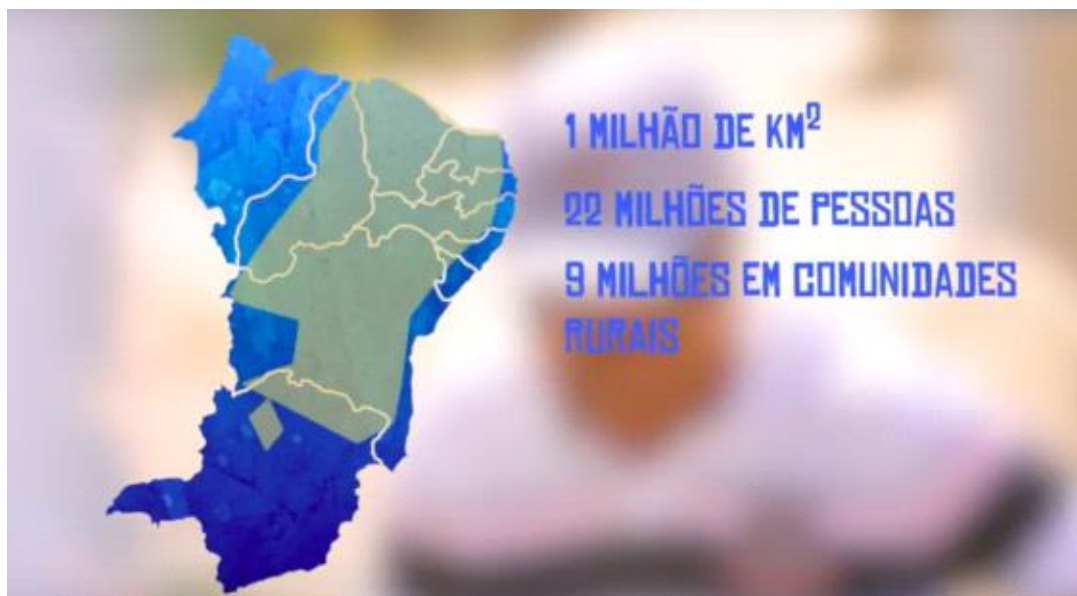 1 MILHÃO DE KM²
22 MILHÕES DE PESSOAS
9 MILHÕES EM COMUNIDADES
RURAIS